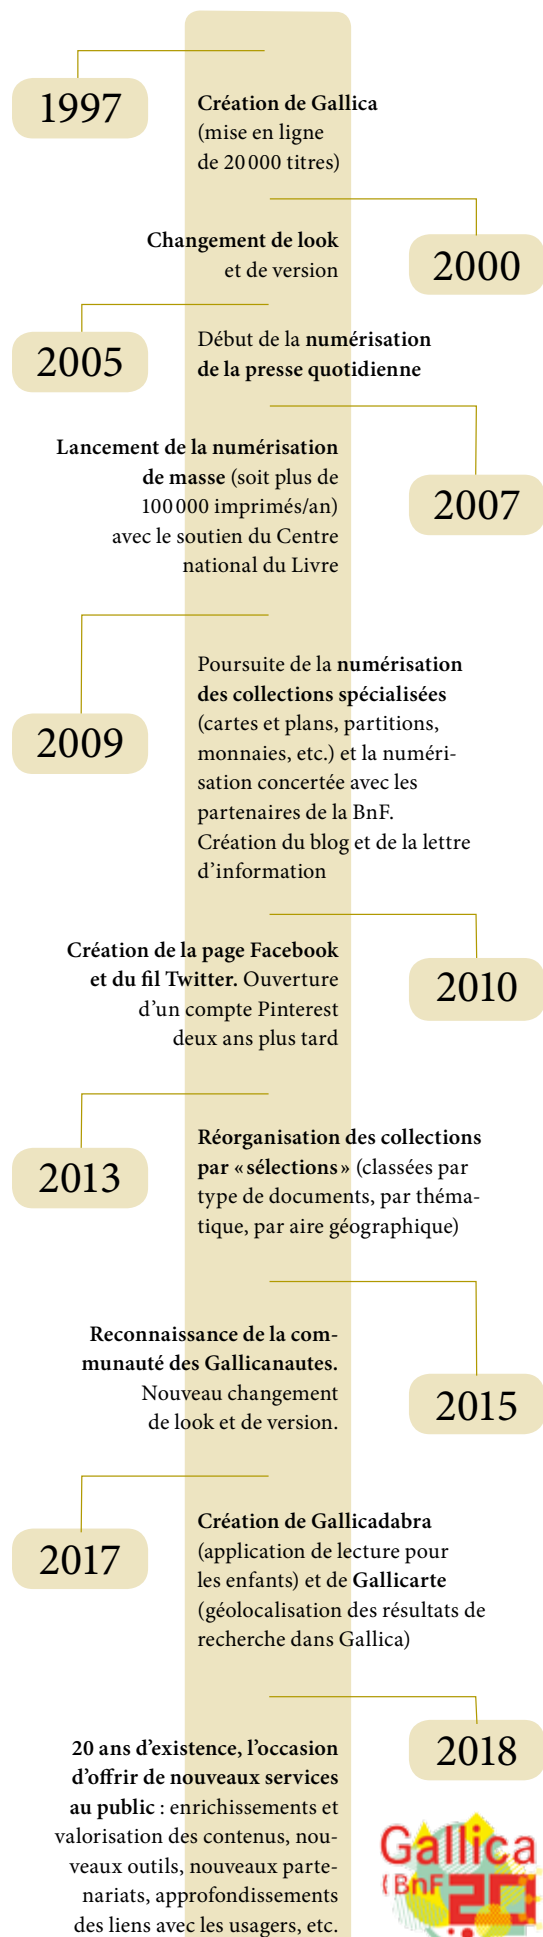 1997
Création de Gallica
(mise en ligne
de 20 000 titres)
Changement de look
et de version
2000
2005
Début de la numérisation
de la presse quotidienne
Lancement de la numérisation
de masse (soit plus de
100 000 imprimés/an)
avec le soutien du Centre
national du Livre
2007
2009
Poursuite de la numérisation
des collections spécialisées
(cartes et plans, partitions,
monnaies, etc.) et la numéri-
sation concertée avec les
partenaires de la BnF.
Création du blog et de la lettre
d’information
Création de la page Facebook
et du fil Twitter. Ouverture
d’un compte Pinterest
deux ans plus tard
2010
2013
Réorganisation des collections
par « sélections » (classées par
type de documents, par théma-
tique, par aire géographique)
Reconnaissance de la com-
munauté des Gallicanautes.
Nouveau changement
de look et de version.
2015
2017
Création de Gallicadabra
(application de lecture pour
les enfants) et de Gallicarte
(géolocalisation des résultats de
recherche dans Gallica)
2018
20 ans d’existence, l’occasion
d’offrir de nouveaux services
au public : enrichissements et
valorisation des contenus, nou-
veaux outils, nouveaux parte-
nariats, approfondissements
des liens avec les usagers, etc.
Gallica
{BnF 20